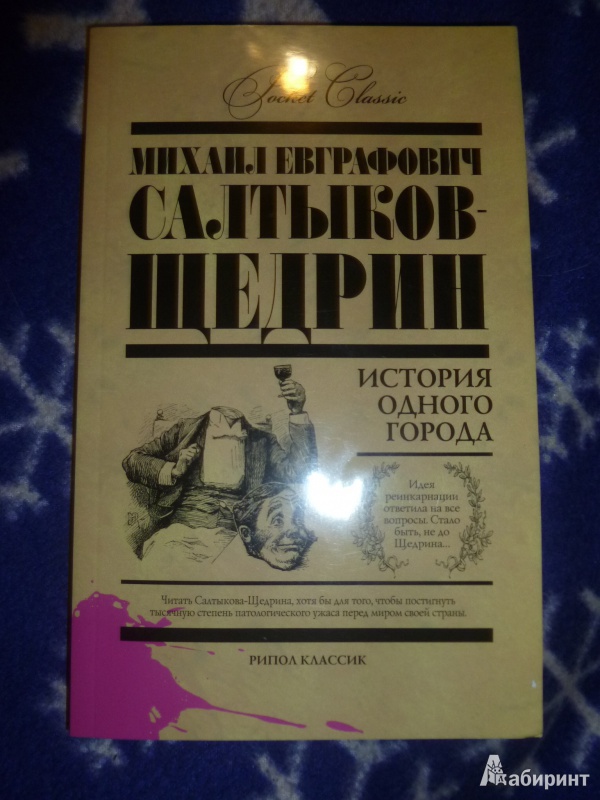 Pocket Classic
МИХАИЛ ЕВГРАФОВИЧ
САЛТЫКОВ-
ЩЕДРИН
ИСТОРИЯ
ОДНОГО
ГОРОДА
Идея
реинкарнации
ответила на все
вопросы. Стало
быть, не до
Щедрина...
Читать Салтыкова-Щедрина, хотя бы для того, чтобы постигнуть
тысячную степень патологического ужаса перед миром своей страны.
РИПОЛ КЛАССИК
Лабиринт